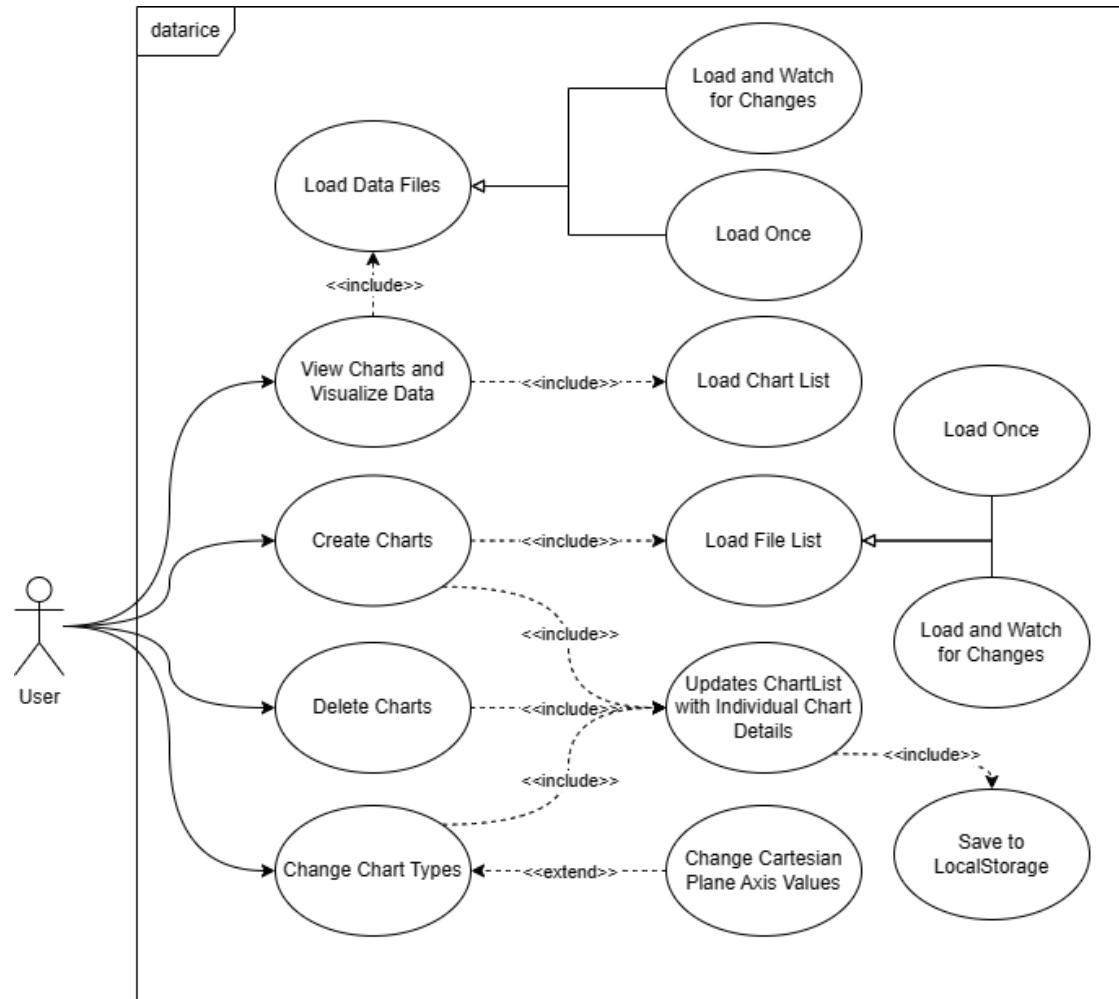 datarice
Load and Watch
for Changes
Load Data Files
Load Once
<<include>>
View Charts and
Visualize Data
<<include>>
Load Chart List
Load Once
Create Charts
<<include>>
Load File List
Load and Watch
for Changes
<<include>>
User
Delete Charts
<<include>>
Updates ChartList
with Individual Chart
Details
<<include>>
<<include>>
Change Chart Types
<<extend>>
Change Cartesian
Plane Axis Values
Save to
LocalStorage